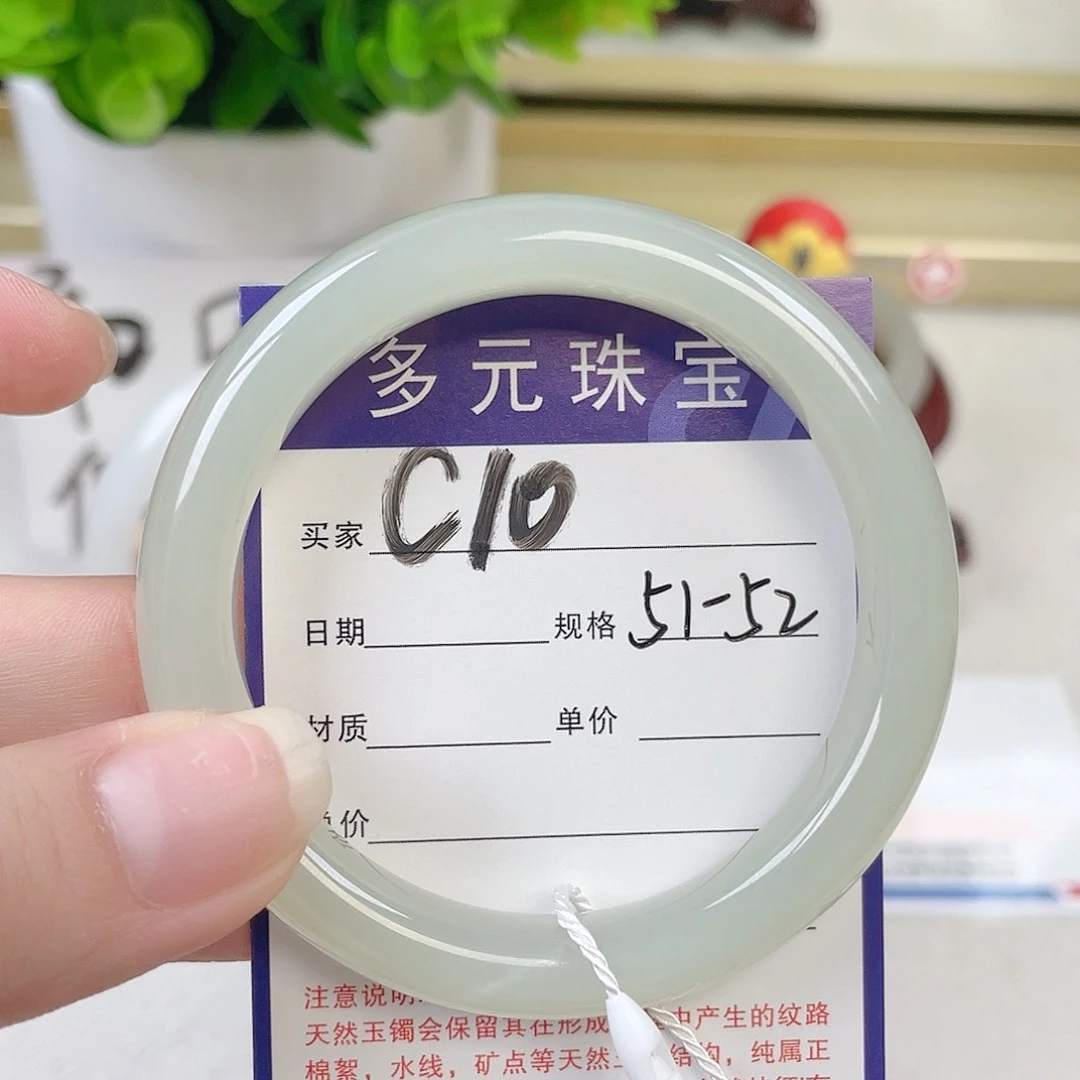 多元珠宝
买家 C10
日期 规格 51-52
材质 单价
价
注意说明
天然玉镯会保留其在形成 中产生的纹路
棉絮，水线，矿点等天然 结构，纯属正